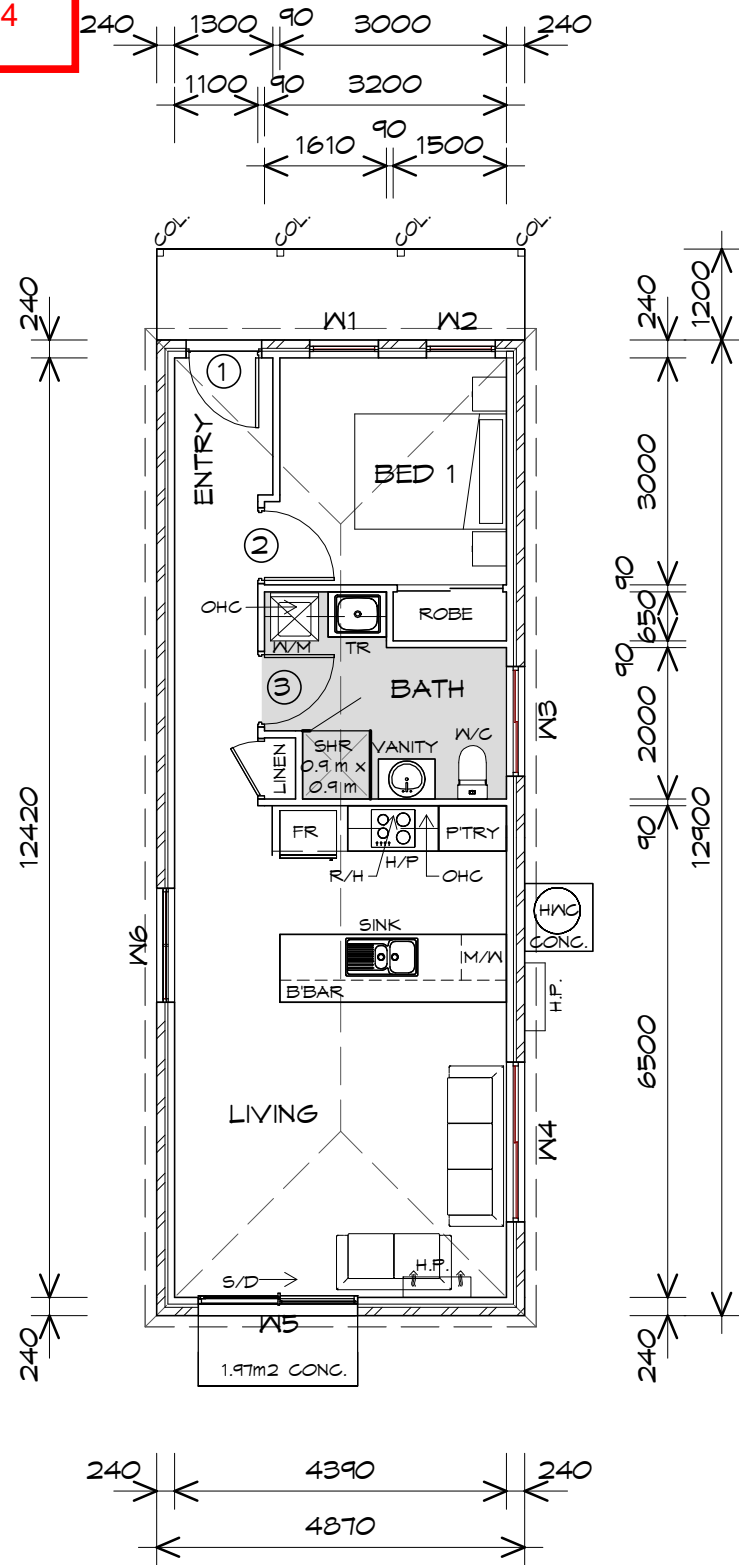 4
240 1300 90 3000 240
1100 90 3200
90
1610 1500
COL. COL. COL. COL.
240 W1 W2 240 1200
1
ENTRY
BED 1 3000
2
90
OHC ROBE 650
W/M TR
90
3 BATH
W3
LINEN SHR VANITY W/C 2000
0.9 m x
0.9 m
12420 FR P'TRY 90 12900
H/P
R/H OHC
HWC
SINK CONC.
W6 M/W
B'BAR H.P.
6500
LIVING W4
S/D H.P.
W5
240 240
1.97m2 CONC.
240 4390 240
4870